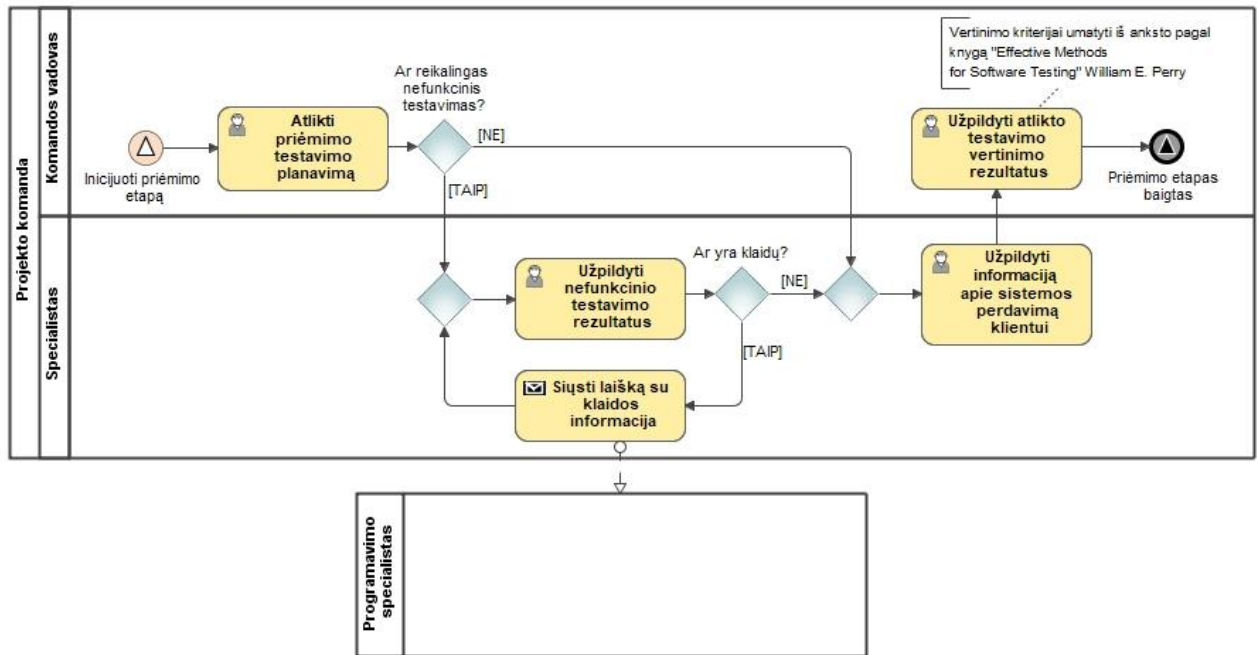 Projekto komanda
Komandos vadovas
Inicijuoti priėmimo
etapą
Atlikti
priėmimo
testavimo
planavimą
Ar reikalingas
nefunkcinis
testavimas?
[NE]
[TAIP]
Vertinimo kriterijai umatyti iš anksto pagal
knygą "Effective Methods
for Software Testing" William E. Perry
Užpildyti atlikto
testavimo
vertinimo
rezultatus
Priėmimo etapas
baigtas
Specialistas
Užpildyti
nefunkcinio
testavimo
rezultatus
Ar yra klaidų?
[NE]
[TAIP]
Užpildyti
informaciją
apie sistemos
perdavimą
klientui
Siųsti laišką su
klaidos
informacija
Programavimo
specialistas